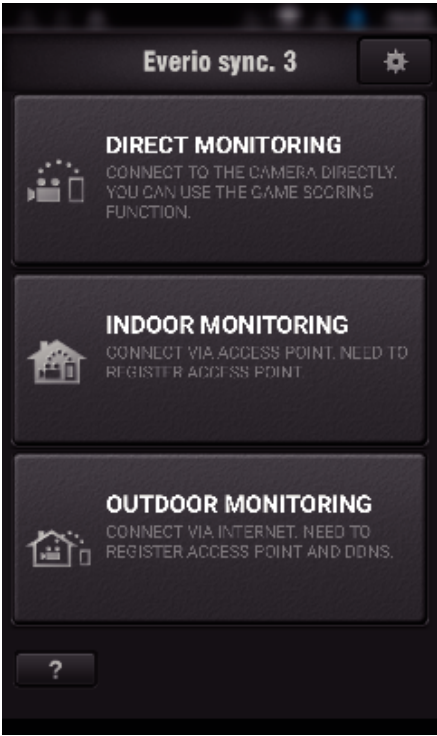 Everio sync. 3
DIRECT MONITORING
CONNECT TO THE CAMERA DIRECTLY.
YOU CAN USE THE GAME SCORING
FUNCTION.
INDOOR MONITORING
CONNECT VIA ACCESS POINT. NEED TO
REGISTER ACCESS POINT.
OUTDOOR MONITORING
CONNECT VIA INTERNET. NEED TO
REGISTER ACCESS POINT AND DDNS.
?